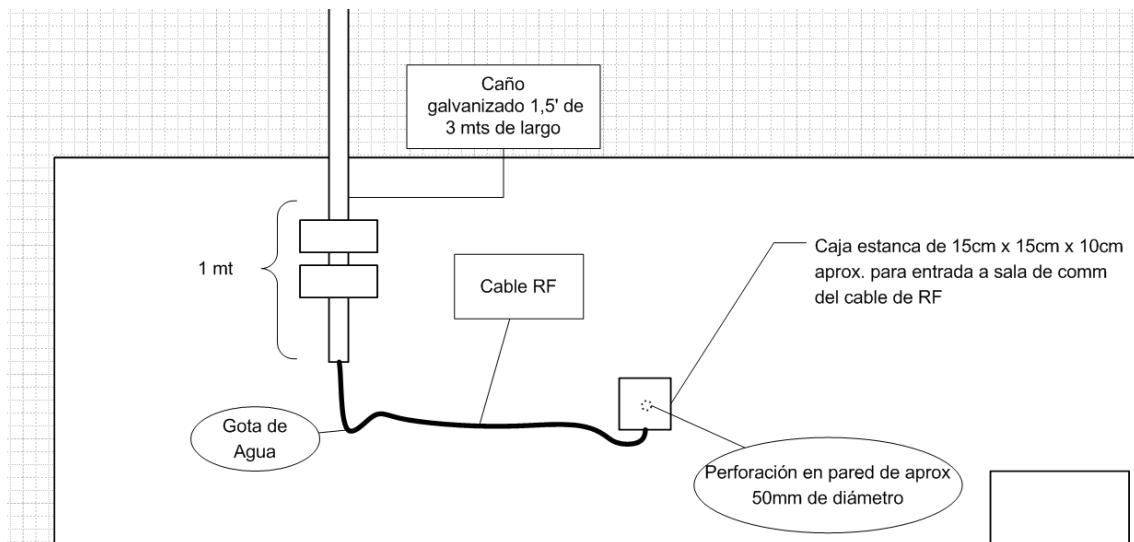 Caño
galvanizado 1,5' de
3 mts de largo
1 mt
Cable RF
Caja estanca de 15cm x 15cm x 10cm
aprox. para entrada a sala de comm
del cable de RF
Gota de
Agua
Perforación en pared de aprox
50mm de diámetro